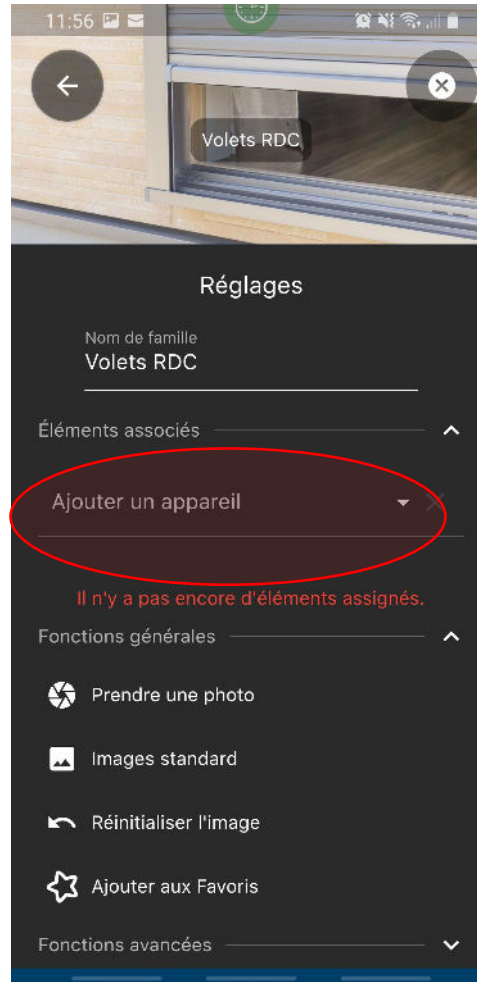 11:56
Volets RDC
Réglages
Nom de famille
Volets RDC
Éléments associés
Ajouter un appareil
Il n'y a pas encore d'éléments assignés.
Fonctions générales
Prendre une photo
Images standard
Réinitialiser l'image
Ajouter aux Favoris
Fonctions avancées